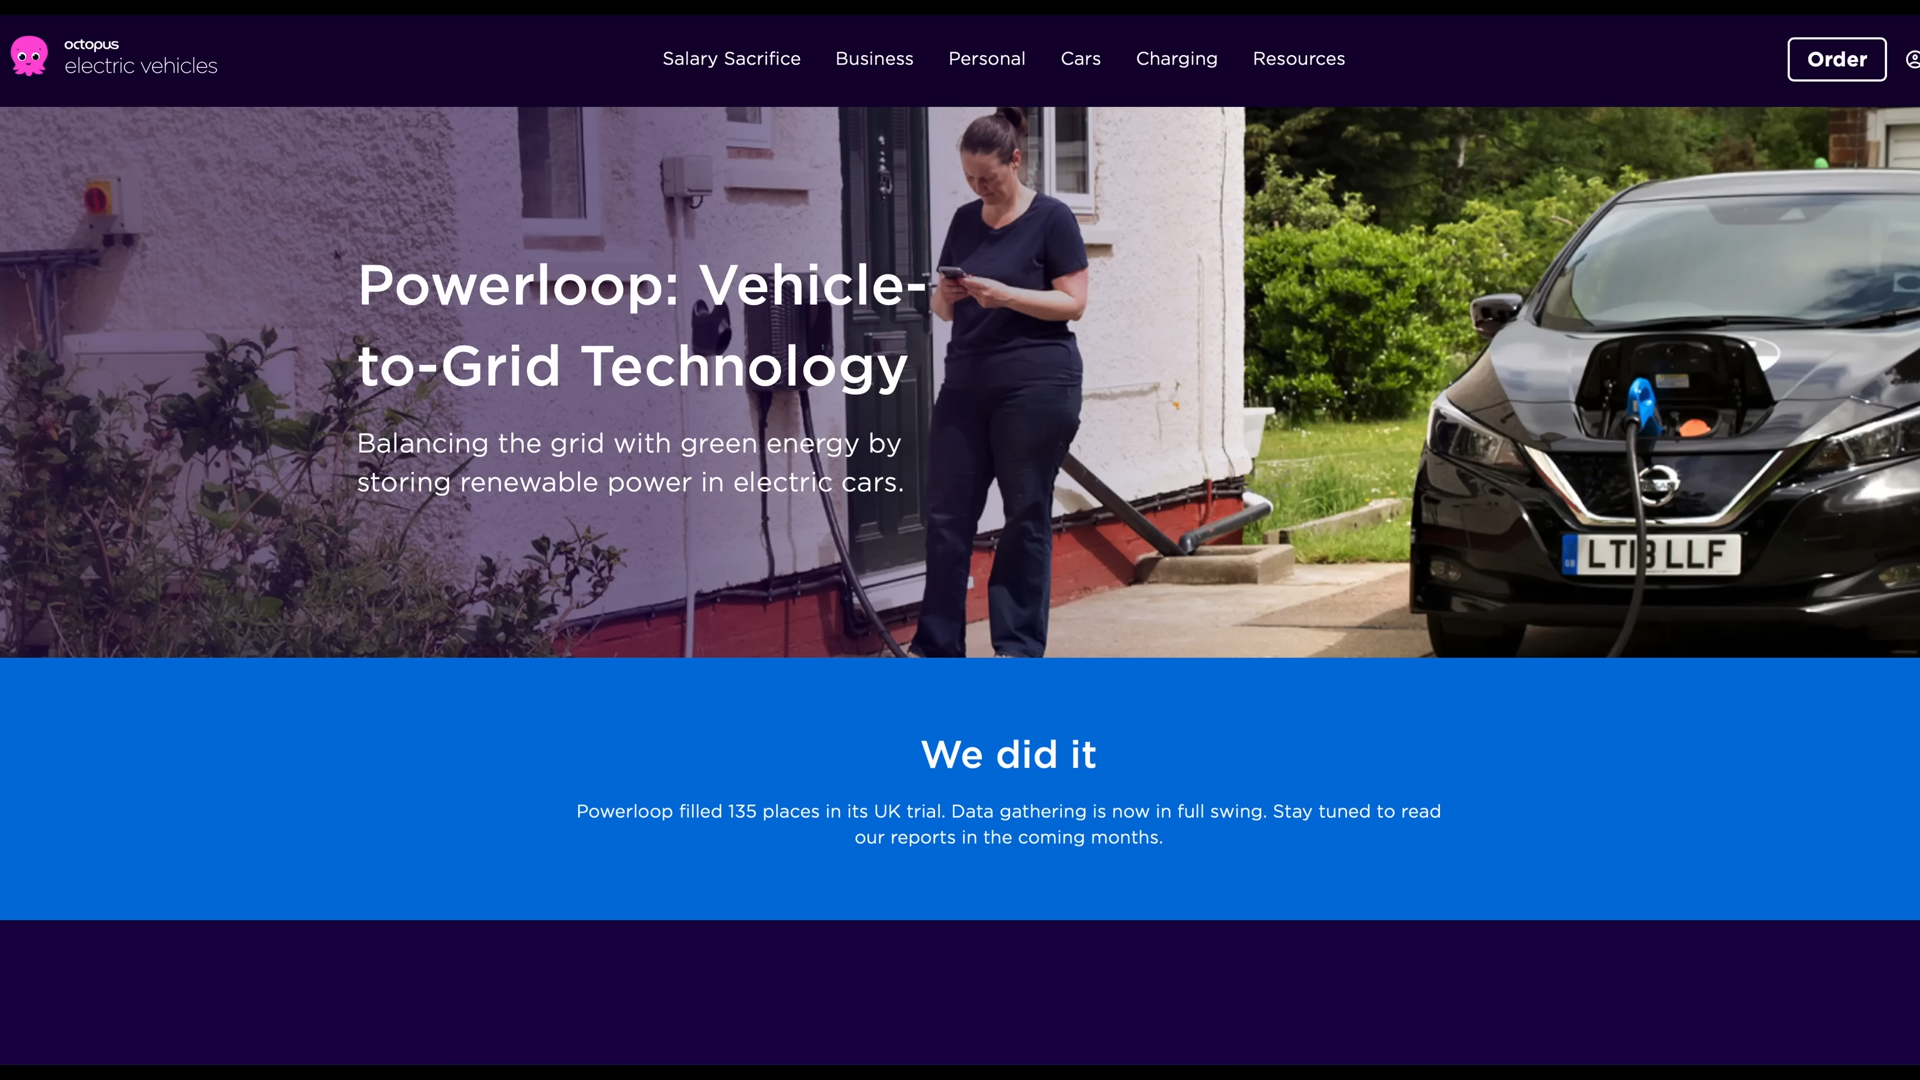 octopus
electric vehicles
Salary Sacrifice Business Personal Cars Charging Resources Order
Powerloop: Vehicle-
to-Grid Technology
Balancing the grid with green energy by
storing renewable power in electric cars.
LT18 LLF
We did it
Powerloop filled 135 places in its UK trial. Data gathering is now in full swing. Stay tuned to read
our reports in the coming months.